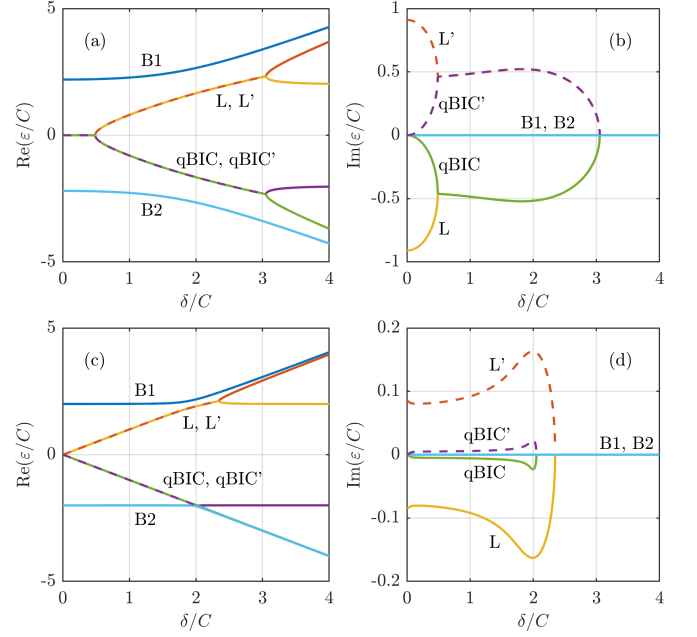 5
(a)
B1
L, L'
Re(ε/C)
0
qBIC, qBIC'
B2
-5
0 1 2 3 4
δ/C
1
L'
(b)
0.5
qBIC'
B1, B2
Im(ε/C)
0
qBIC
-0.5
L
-1
0 1 2 3 4
δ/C
5
(c)
B1
L, L'
Re(ε/C)
0
qBIC, qBIC'
B2
-5
0 1 2 3 4
δ/C
0.2
L'
(d)
0.1
qBIC'
B1, B2
Im(ε/C)
0
qBIC
-0.1
L
-0.2
0 1 2 3 4
δ/C